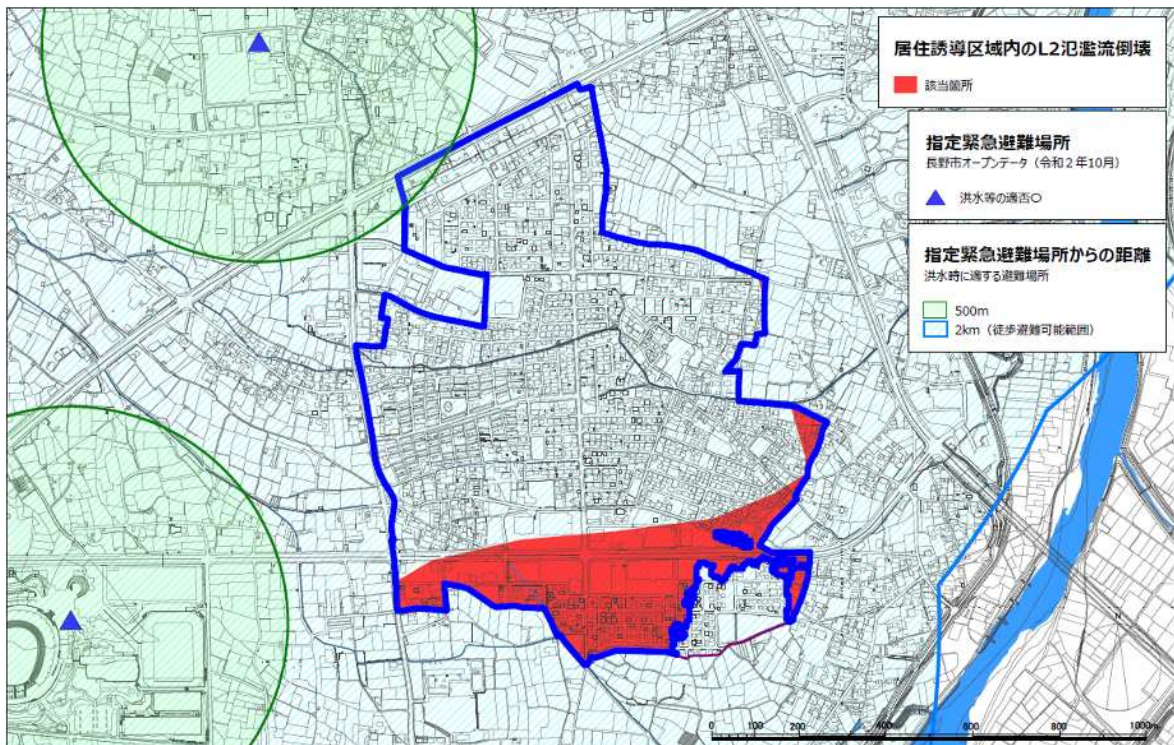 居住誘導区域内のL2氾濫流倒壊
該当箇所
指定緊急避難場所
長野市オープンデータ（令和２年10月）
洪水等の適否〇
指定緊急避難場所からの距離
洪水時に適する避難場所
500m
2km（徒歩避難可能範囲）
0 100 200 400 600 800 1000m